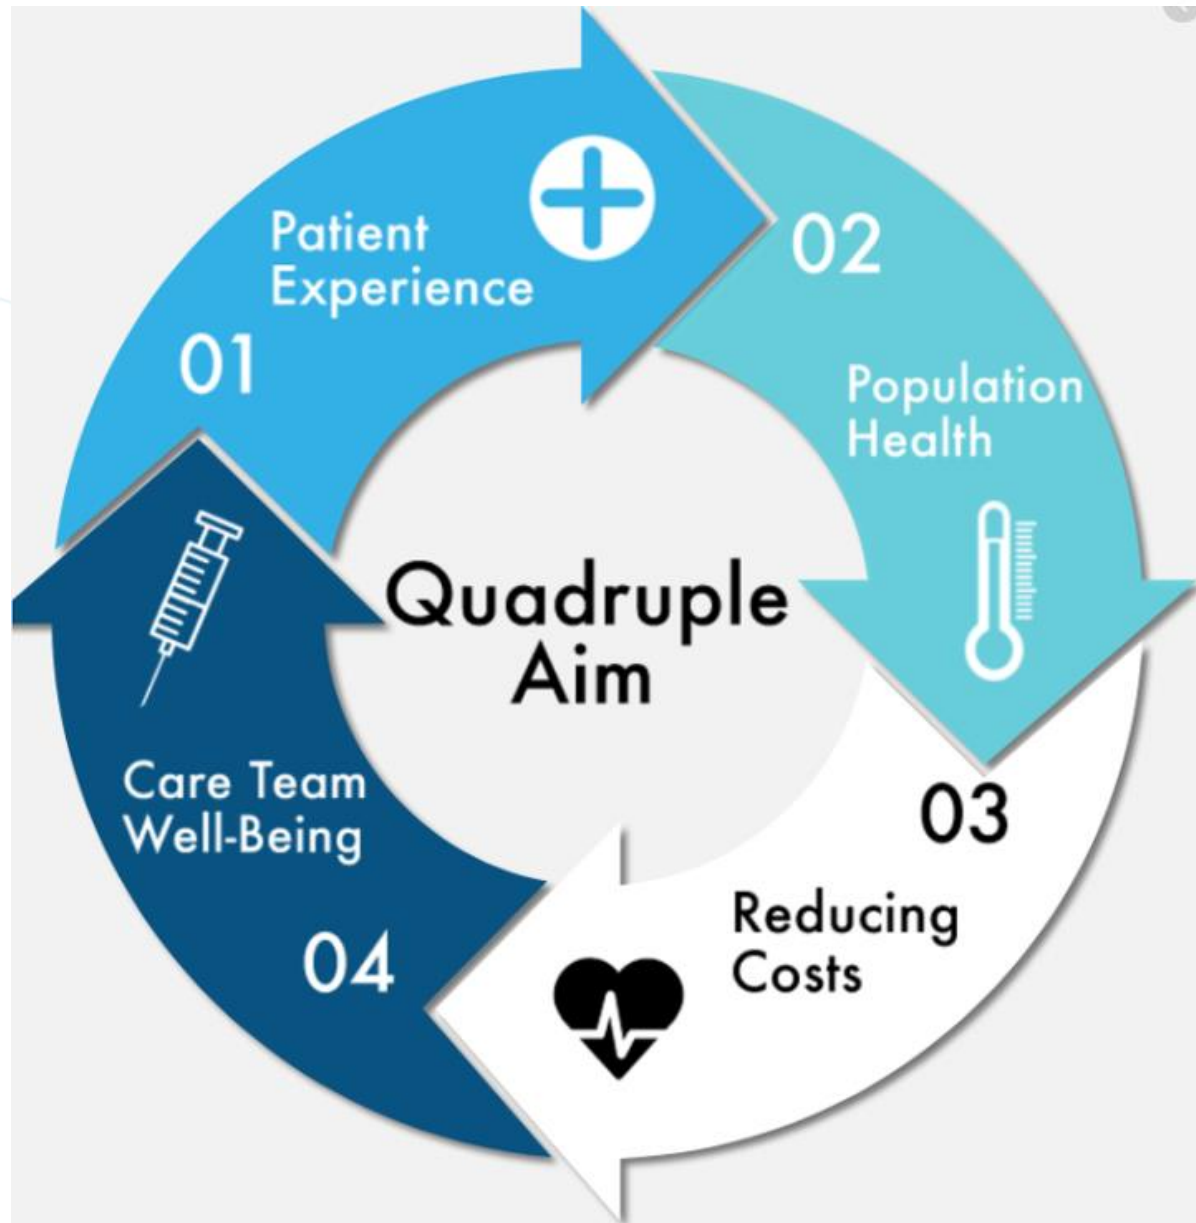 01
Patient
Experience
02
Population
Health
03
Reducing
Costs
04
Care Team
Well-Being
Quadruple
Aim